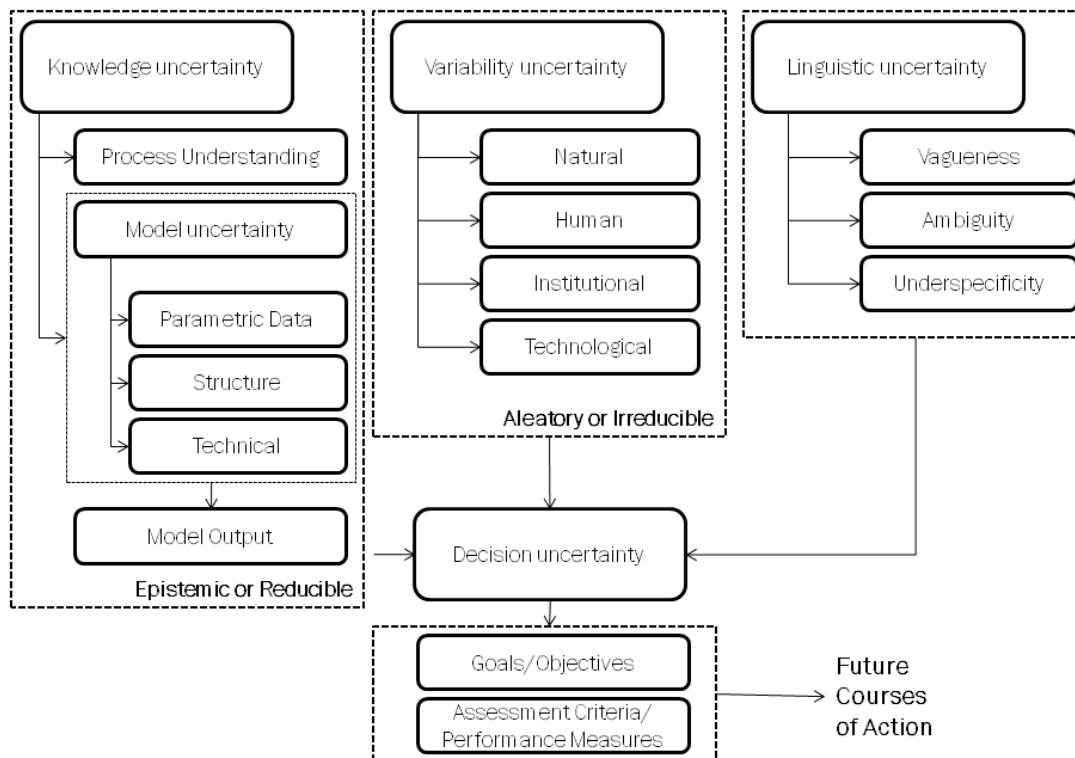 Knowledge uncertainty
Process Understanding
Model uncertainty
Parametric Data
Structure
Technical
Model Output
Epistemic or Reducible
Variability uncertainty
Natural
Human
Institutional
Technological
Aleatory or Irreducible
Linguistic uncertainty
Vagueness
Ambiguity
Underspecificity
Decision uncertainty
Goals/Objectives
Assessment Criteria/
Performance Measures
Future
Courses
of Action